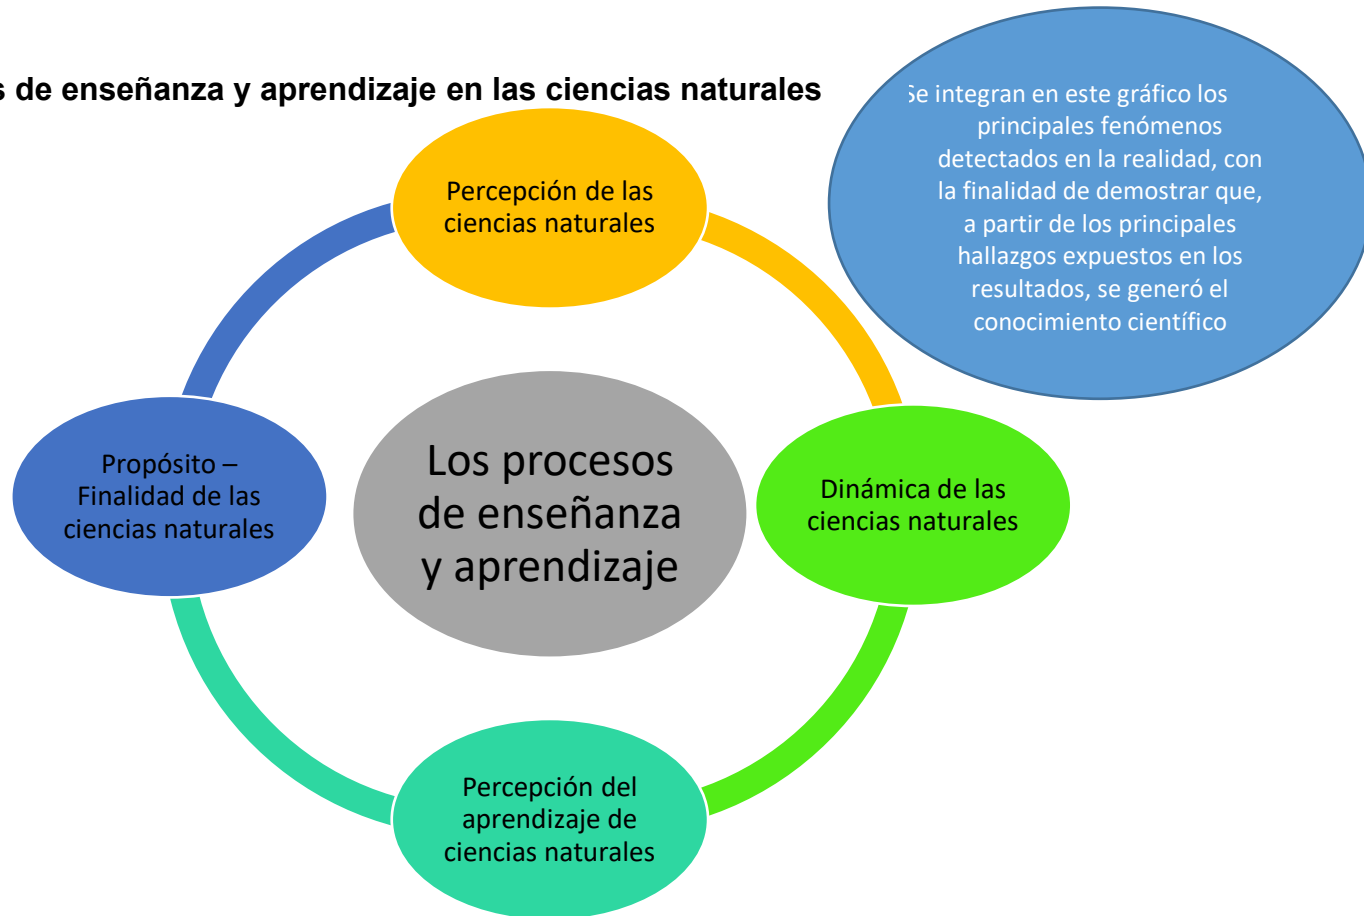 s de enseñanza y aprendizaje en las ciencias naturales
Se integran en este gráfico los
principales fenómenos
detectados en la realidad, con
la finalidad de demostrar que,
a partir de los principales
hallazgos expuestos en los
resultados, se generó el
conocimiento científico
Percepción de las
ciencias naturales
Propósito –
Finalidad de las
ciencias naturales
Los procesos
de enseñanza
y aprendizaje
Dinámica de las
ciencias naturales
Percepción del
aprendizaje de
ciencias naturales